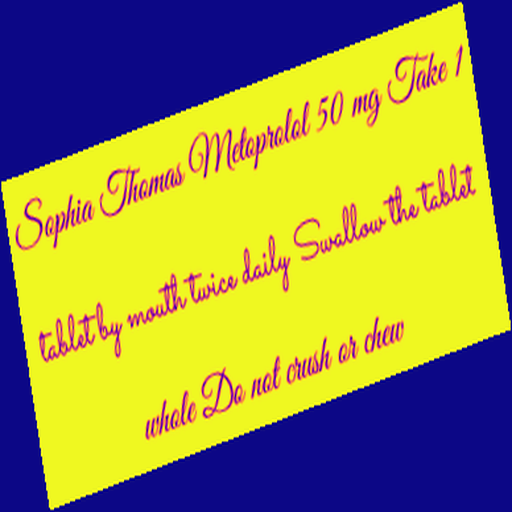 Sophia Thomas Metoprolol 50 mg Take 1
tablet by mouth twice daily Swallow the tablet
whole Do not crush or chew